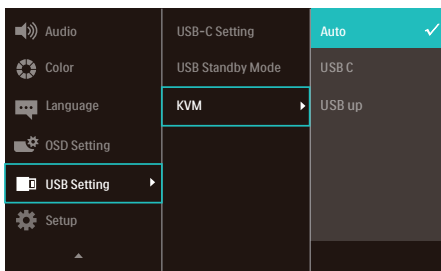 Audio
Color
Language
OSD Setting
USB Setting
Setup
USB-C Setting
USB Standby Mode
KVM
Auto
USB C
USB up